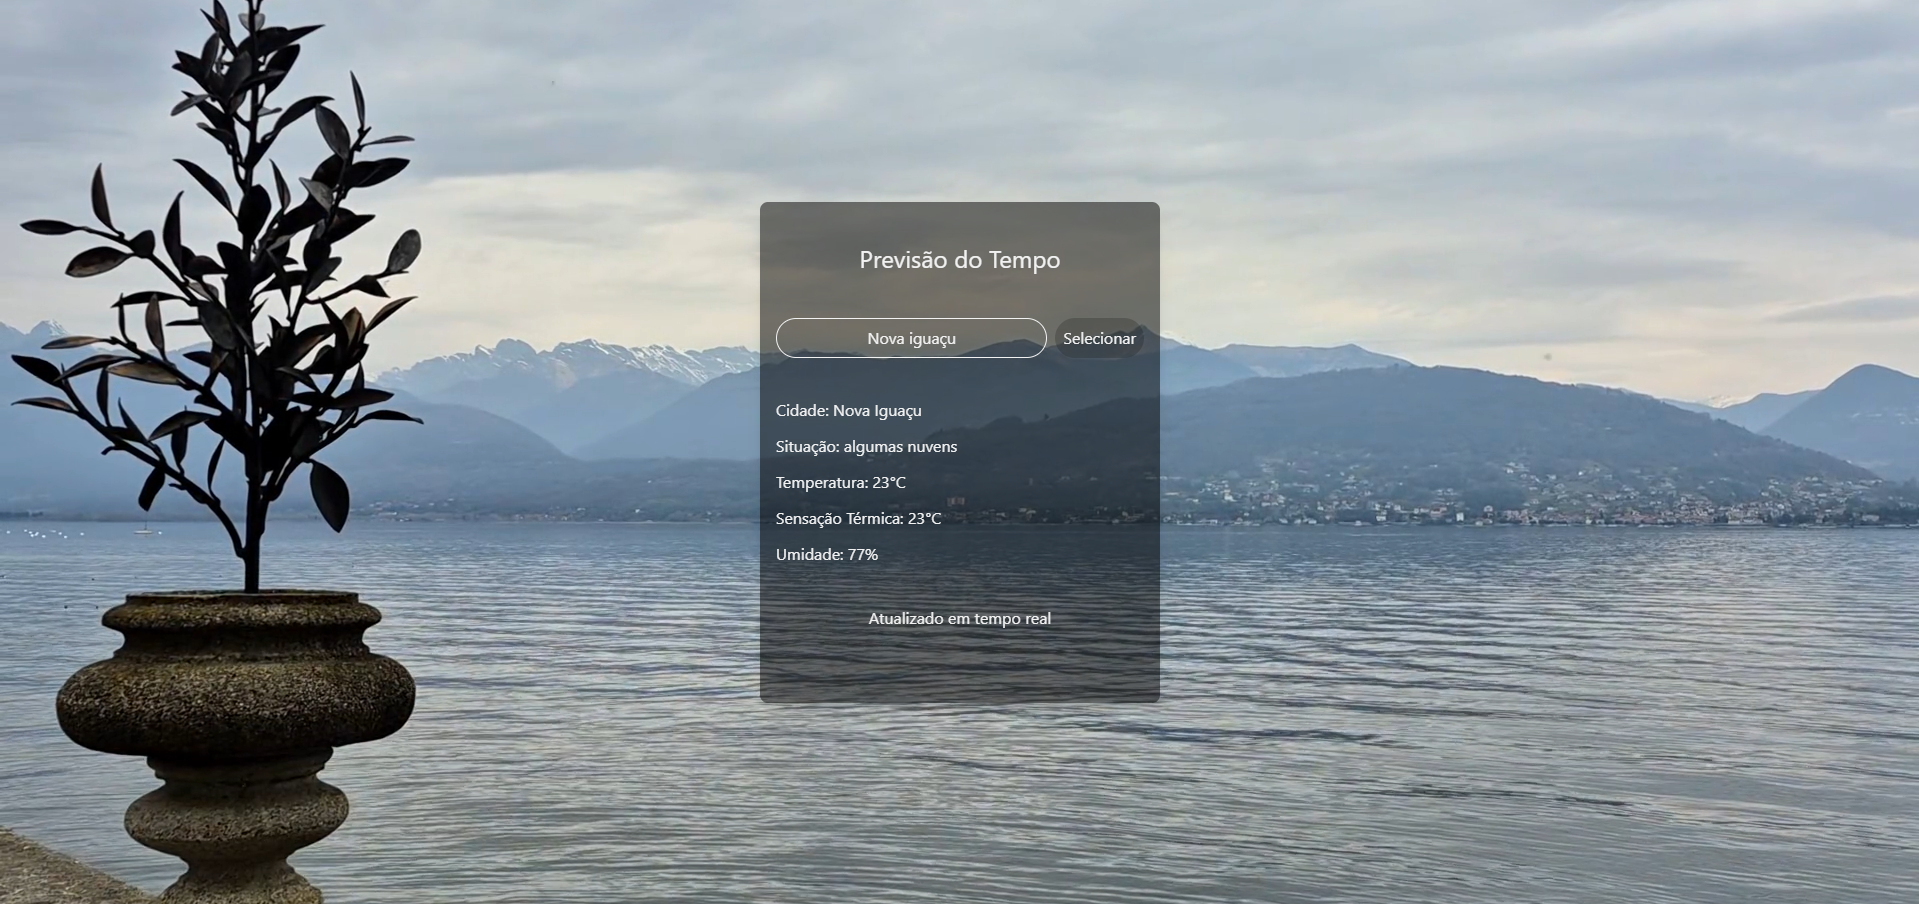 Previsão do Tempo
Nova iguaçu
Selecionar
Cidade: Nova Iguaçu
Situação: algumas nuvens
Temperatura: 23°C
Sensação Térmica: 23°C
Umidade: 77%
Atualizado em tempo real